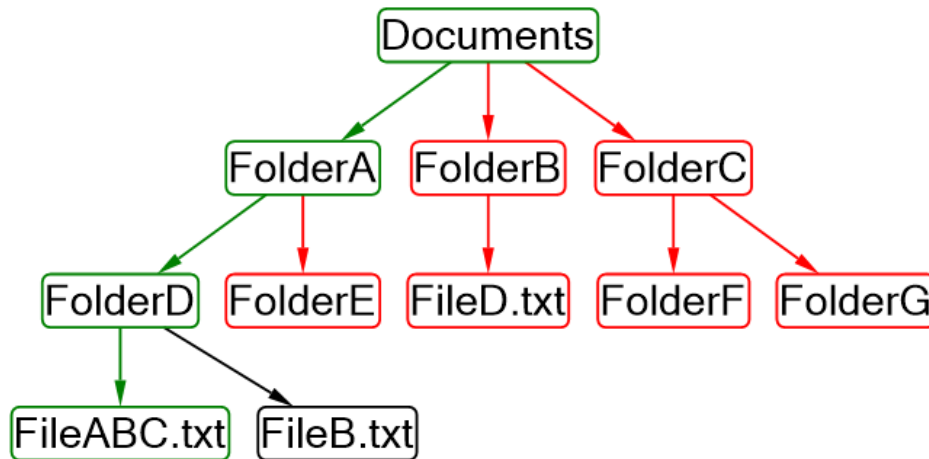 Documents
FolderA FolderB FolderC
FolderD FolderE FileD.txt FolderF FolderG
FileABC.txt FileB.txt